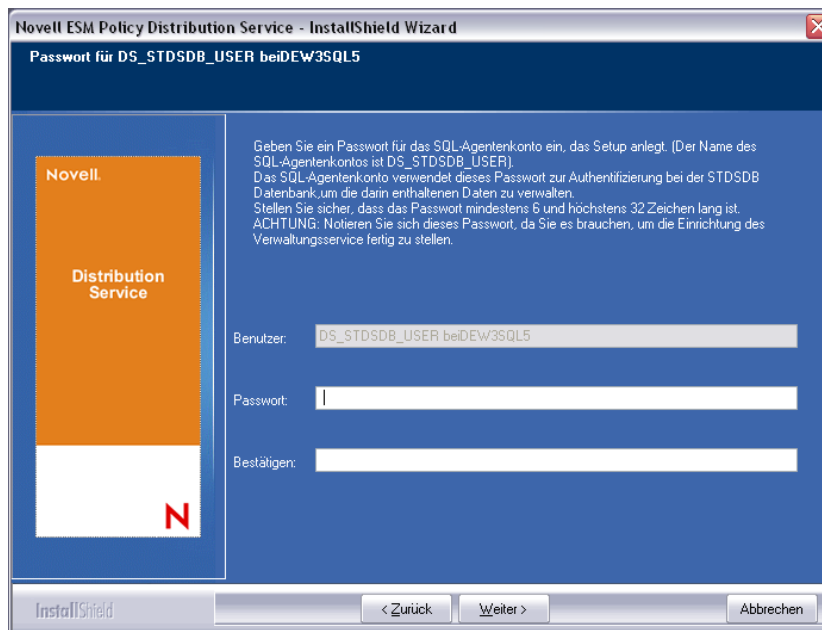 Novell ESM Policy Distribution Service - InstallShield Wizard
Passwort für DS_STDSDB_USER beiDEW3SQL5
Geben Sie ein Passwort für das SQL-Agentenkonto ein, das Setup anlegt. (Der Name des
SQL-Agentenkontos ist DS_STDSDB_USER).
Das SQL-Agentenkonto verwendet dieses Passwort zur Authentifizierung bei der STDSDB
Datenbank,um die darin enthaltenen Daten zu verwalten.
Stellen Sie sicher, dass das Passwort mindestens 6 und höchstens 32 Zeichen lang ist.
ACHTUNG: Notieren Sie sich dieses Passwort, da Sie es brauchen, um die Einrichtung des
Verwaltungsservice fertig zu stellen.
Novell.
Distribution
Service
N
Benutzer:
DS_STDSDB_USER beiDEW3SQL5
Passwort:
Bestätigen:
InstallShield
< Zurück
Weiter >
Abbrechen